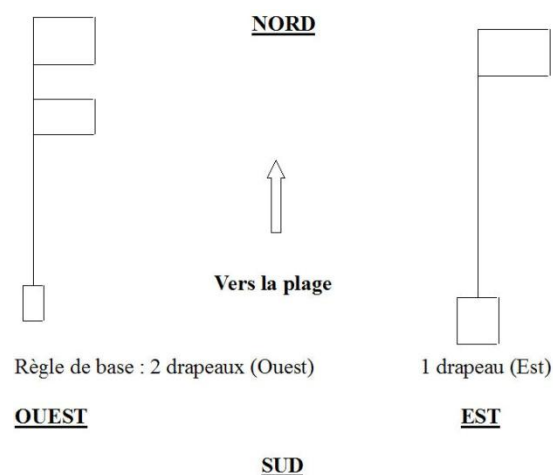 NORD
Vers la plage
Règle de base : 2 drapeaux (Ouest) 1 drapeau (Est)
OUEST EST
SUD